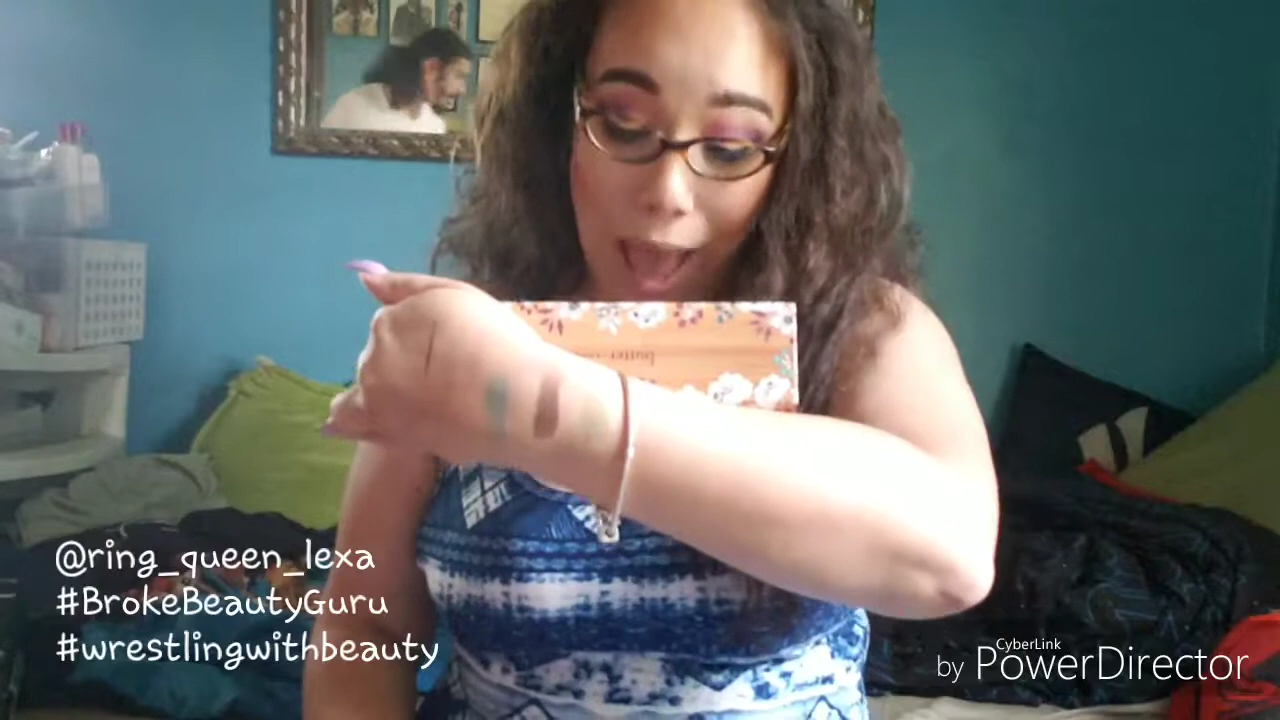 @ring_queen_lexa
#BrokeBeautyGuru
#wrestlingwithbeauty
CyberLink
by PowerDirector